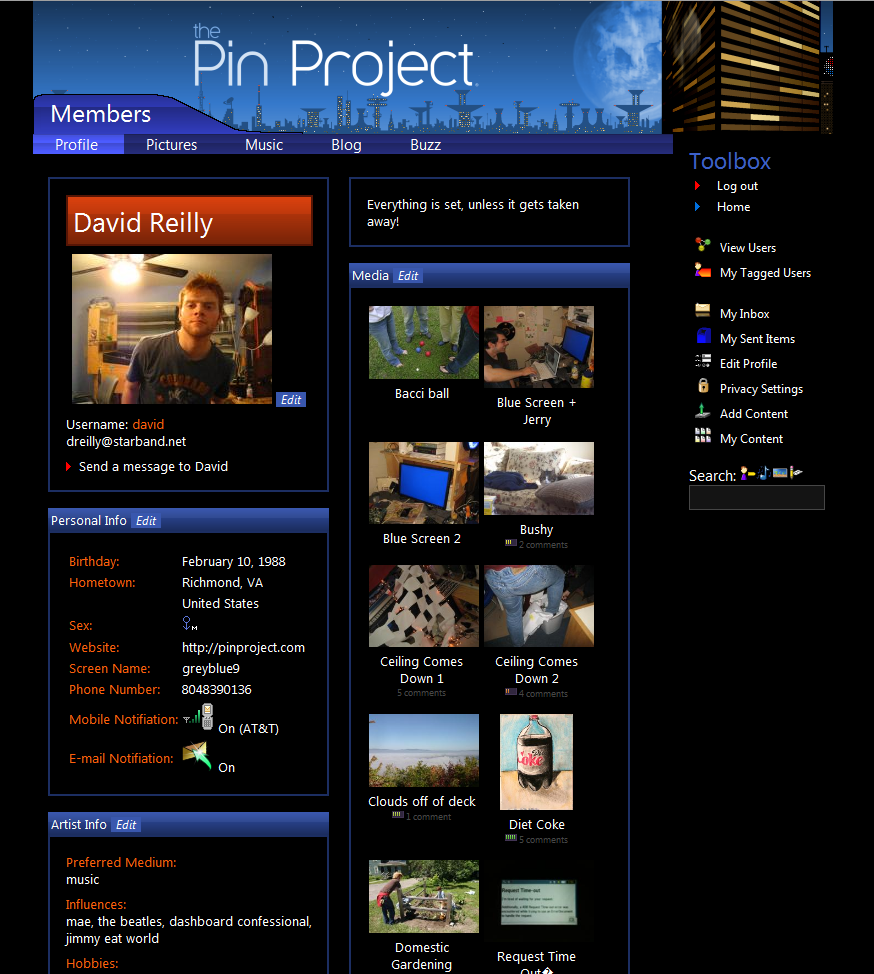 the
Pin Project
Members
Profile
Pictures
Music
Blog
Buzz
David Reilly
Edit
Username: david
dreilly@starband.net
Send a message to David
Personal Info Edit
Birthday: February 10, 1988
Hometown: Richmond, VA
United States
Sex: M
Website: http://pinproject.com
Screen Name: greyblue9
Phone Number: 8048390136
Mobile Notifiation: On (AT&T)
E-mail Notifiation: On
Artist Info Edit
Preferred Medium:
music
Influences:
mae, the beatles, dashboard confessional,
jimmy eat world
Hobbies:
Everything is set, unless it gets taken
away!
Media Edit
Bacci ball
Blue Screen +
Jerry
Blue Screen 2
Bushy
2 comments
Ceiling Comes
Down 1
5 comments
Ceiling Comes
Down 2
4 comments
Clouds off of deck
1 comment
Diet Coke
5 comments
Coke
Domestic
Gardening
Request Time-out
Request Time
Out�
Toolbox
Log out
Home
View Users
My Tagged Users
My Inbox
My Sent Items
Edit Profile
Privacy Settings
Add Content
My Content
Search: